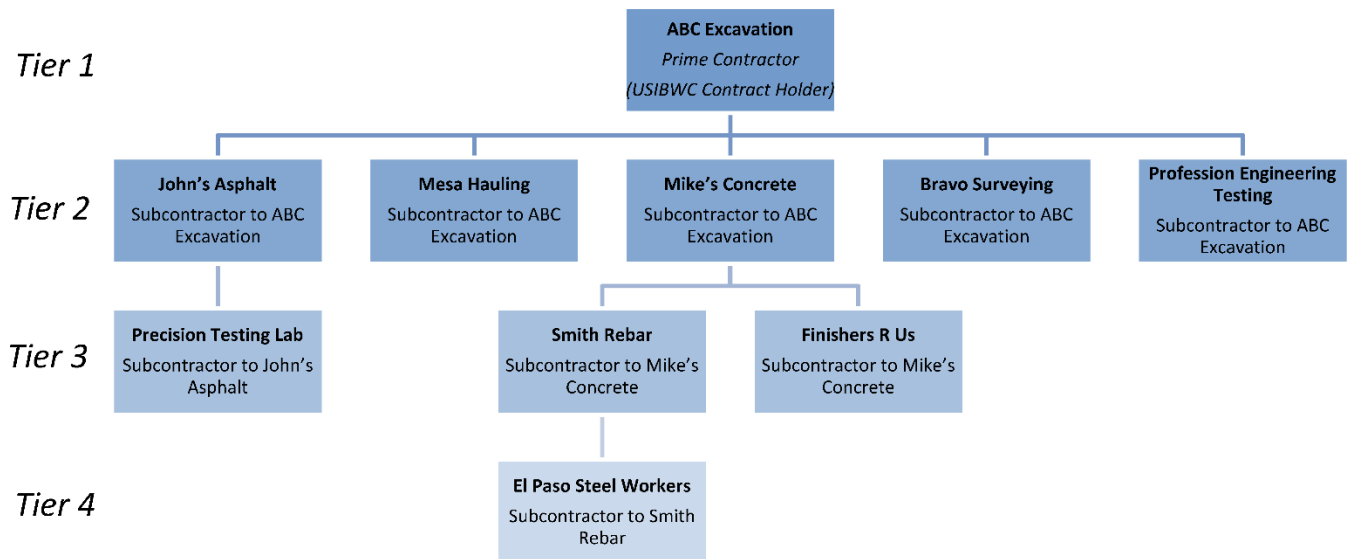 Tier 1
ABC Excavation
Prime Contractor
(USIBWC Contract Holder)
Tier 2
John’s Asphalt
Subcontractor to ABC
Excavation
Mesa Hauling
Subcontractor to ABC
Excavation
Mike’s Concrete
Subcontractor to ABC
Excavation
Bravo Surveying
Subcontractor to ABC
Excavation
Profession Engineering
Testing
Subcontractor to ABC
Excavation
Tier 3
Precision Testing Lab
Subcontractor to John’s
Asphalt
Smith Rebar
Subcontractor to Mike’s
Concrete
Finishers R Us
Subcontractor to Mike’s
Concrete
Tier 4
El Paso Steel Workers
Subcontractor to Smith
Rebar